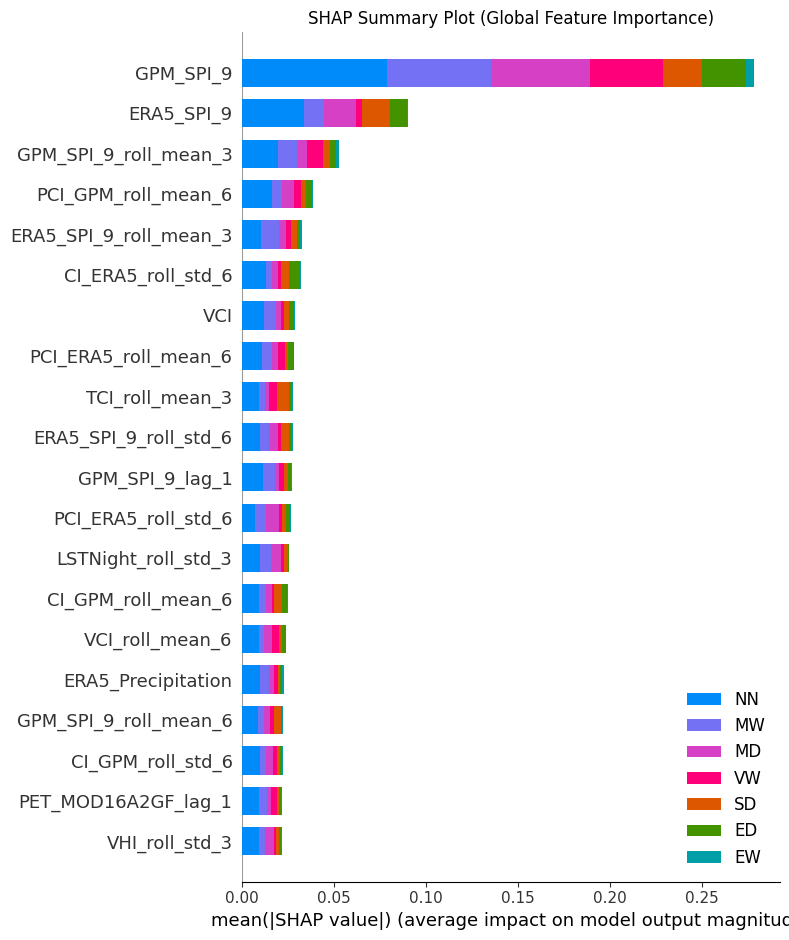 SHAP Summary Plot (Global Feature Importance)
GPM_SPI_9
ERA5_SPI_9
GPM_SPI_9_roll_mean_3
PCI_GPM_roll_mean_6
ERA5_SPI_9_roll_mean_3
CI_ERA5_roll_std_6
VCI
PCI_ERA5_roll_mean_6
TCI_roll_mean_3
ERA5_SPI_9_roll_std_6
GPM_SPI_9_lag_1
PCI_ERA5_roll_std_6
LSTNight_roll_std_3
CI_GPM_roll_mean_6
VCI_roll_mean_6
ERA5_Precipitation
GPM_SPI_9_roll_mean_6
CI_GPM_roll_std_6
PET_MOD16A2GF_lag_1
VHI_roll_std_3
NN
MW
MD
VW
SD
ED
EW
0.00 0.05 0.10 0.15 0.20 0.25
mean(|SHAP value|) (average impact on model output magnitud